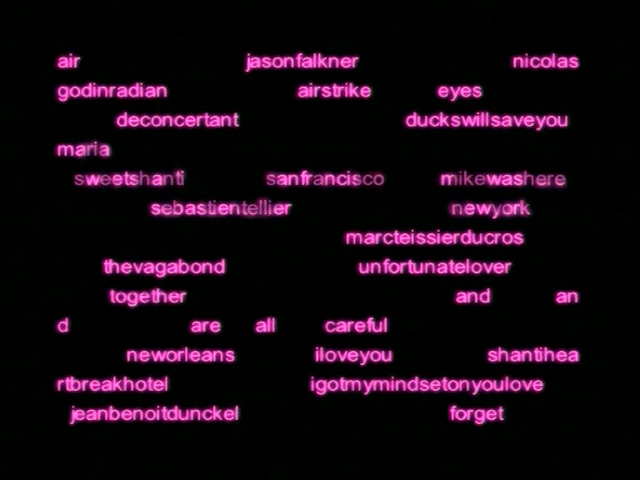 air jasonfalkner nicolas
godinradian airstrike eyes
deconcertant duckswillsaveyou
maria
sweetshanti sanfrancisco mikewashere
sebastientellier newyork
marcteissierducros
thevagabond unfortunatelover
together and an
d are all careful
neworleans iloveyou shantihea
rtbreakhotel igotmymindsetonyoulove
jeanbenoitdunckel forget